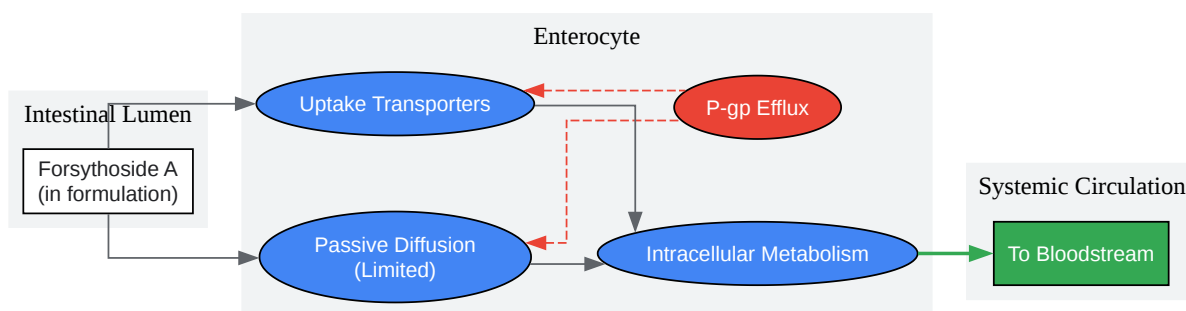 Enterocyte
Intestinal Lumen
Uptake Transporters
P-gp Efflux
Forsythoside A
(in formulation)
Systemic Circulation
Passive Diffusion
(Limited)
Intracellular Metabolism
To Bloodstream